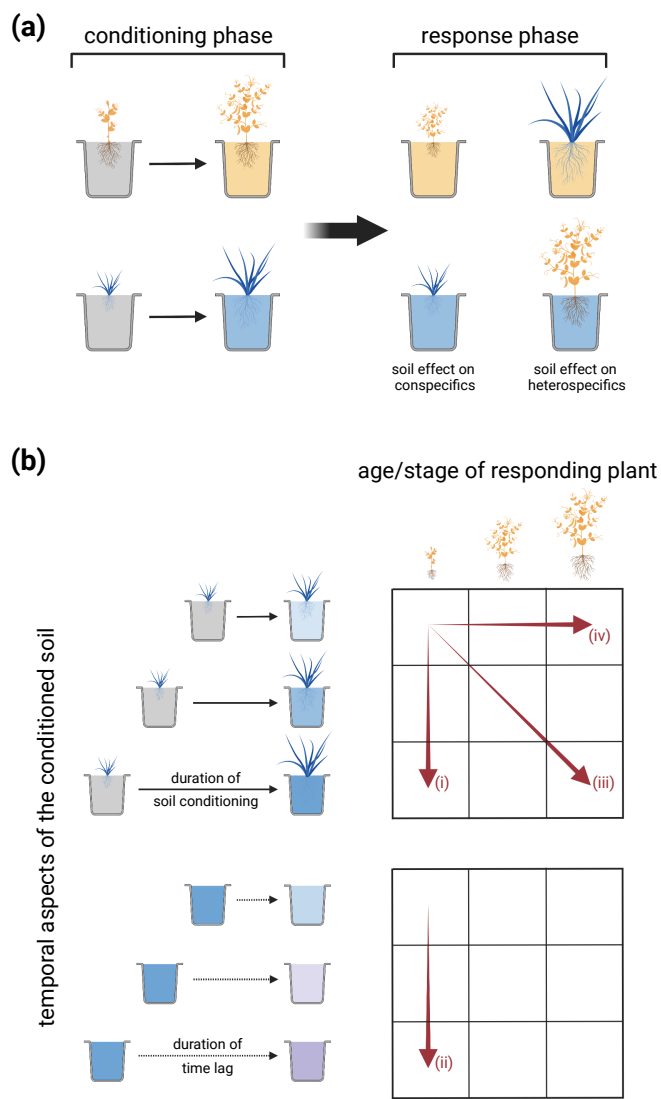 (a)
conditioning phase
response phase
soil effect on
conspecifics
soil effect on
heterospecifics
(b)
age/stage of responding plant
temporal aspects of the conditioned soil
(iv)
duration of
soil conditioning
(i)
(iii)
duration of
time lag
(ii)